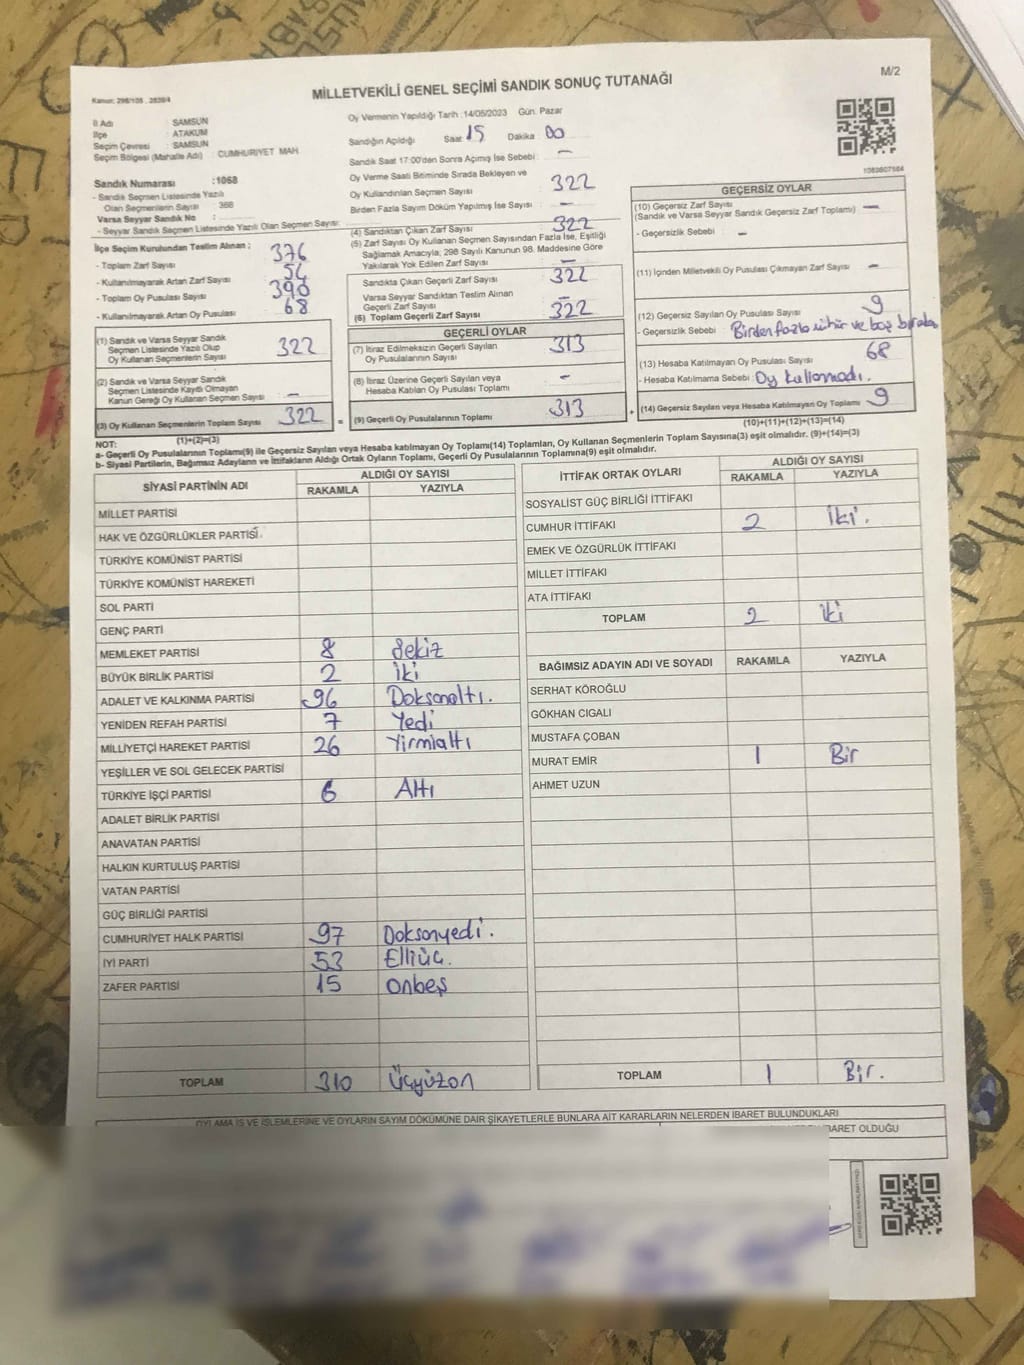 M/2
MİLLETVEKİLİ GENEL SEÇİMİ SANDIK SONUÇ TUTANAĞI
Kanun: 298/105 , 2839/4
İl Adı : SAMSUN
İlçe : ATAKUM
Seçim Çevresi : SAMSUN
Seçim Bölgesi (Mahalle Adı) : CUMHURIYET MAH.
Sandık Numarası :1068
- Sandık Seçmen Listesinde Yazılı
Olan Seçmenlerin Sayısı : 368
Varsa Seyyar Sandık No :
- Seyyar Sandık Seçmen Listesinde Yazılı Olan Seçmen Sayısı:
İlçe Seçim Kurulundan Teslim Alınan ;
- Toplam Zarf Sayısı 376
- Kullanılmayarak Artan Zarf Sayısı 54
- Toplam Oy Pusulası Sayısı 390
- Kullanılmayarak Artan Oy Pusulası 68
Oy Vermenin Yapıldığı Tarih :14/05/2023 Gün: Pazar
Sandığın Açıldığı Saat 15 Dakika 00
Sandık Saat 17:00'den Sonra Açımış İse Sebebi : –
Oy Verme Saati Bitiminde Sırada Bekleyen ve
Oy Kullandırılan Seçmen Sayısı 322
Birden Fazla Sayım Döküm Yapılmış İse Sayısı :
(4) Sandıktan Çıkan Zarf Sayısı 322
(5) Zarf Sayısı Oy Kullanan Seçmen Sayısından Fazla İse, Eşitliği
Sağlamak Amacıyla; 298 Sayılı Kanunun 98. Maddesine Göre
Yakılarak Yok Edilen Zarf Sayısı –
Sandıkta Çıkan Geçerli Zarf Sayısı 322
Varsa Seyyar Sandıktan Teslim Alınan
Geçerli Zarf Sayısı –
(6) Toplam Geçerli Zarf Sayısı 322
1083607584
GEÇERSİZ OYLAR
(10) Geçersiz Zarf Sayısı –
(Sandık ve Varsa Seyyar Sandık Geçersiz Zarf Toplamı)
- Geçersizlik Sebebi : –
(11) İçinden Milletvekili Oy Pusulası Çıkmayan Zarf Sayısı –
(12) Geçersiz Sayılan Oy Pusulası Sayısı 9
- Geçersizlik Sebebi : Birden fazla mühür ve boş
(13) Hesaba Katılmayan Oy Pusulası Sayısı 68
- Hesaba Katılmama Sebebi : Oy kullanmadı.
(14) Geçersiz Sayılan veya Hesaba Katılmayan Oy Toplamı 9
(10)+(11)+(12)+(13)=(14)
(1) Sandık ve Varsa Seyyar Sandık
Seçmen Listesinde Yazılı Olup
Oy Kullanan Seçmenlerin Sayısı 322
(2) Sandık ve Varsa Seyyar Sandık
Seçmen Listesinde Kayıtlı Olmayan
Kanun Gereği Oy Kullanan Seçmen Sayısı –
(3) Oy Kullanan Seçmenlerin Toplam Sayısı 322 =
(1)+(2)=(3)
GEÇERLİ OYLAR
(7) İtiraz Edilmeksizin Geçerli Sayılan
Oy Pusulalarının Sayısı 313
(8) İtiraz Üzerine Geçerli Sayılan veya
Hesaba Katılan Oy Pusulası Toplamı –
(9) Geçerli Oy Pusulalarının Toplamı 313 +
NOT:
a- Geçerli Oy Pusulalarının Toplamı(9) ile Geçersiz Sayılan veya Hesaba katılmayan Oy Toplamı(14) Toplamları, Oy Kullanan Seçmenlerin Toplam Sayısına(3) eşit olmalıdır. (9)+(14)=(3)
b- Siyasi Partilerin, Bağımsız Adayların ve İttifakların Aldığı Ortak Oyların Toplamı, Geçerli Oy Pusulalarının Toplamına(9) eşit olmalıdır.
SİYASİ PARTİNİN ADI ALDIĞI OY SAYISI
RAKAMLA YAZIYLA
MİLLET PARTİSİ
HAK VE ÖZGÜRLÜKLER PARTİSİ
TÜRKİYE KOMÜNİST PARTİSİ
TÜRKİYE KOMÜNİST HAREKETİ
SOL PARTİ
GENÇ PARTİ
MEMLEKET PARTİSİ 8 Sekiz
BÜYÜK BİRLİK PARTİSİ 2 İki
ADALET VE KALKINMA PARTİSİ 96 Doksanaltı.
YENİDEN REFAH PARTİSİ 7 Yedi
MİLLİYETÇİ HAREKET PARTİSİ 26 Yirmialtı
YEŞİLLER VE SOL GELECEK PARTİSİ
TÜRKİYE İŞÇİ PARTİSİ 6 Altı
ADALET BİRLİK PARTİSİ
ANAVATAN PARTİSİ
HALKIN KURTULUŞ PARTİSİ
VATAN PARTİSİ
GÜÇ BİRLİĞİ PARTİSİ
CUMHURİYET HALK PARTİSİ 97 Doksanyedi.
İYİ PARTİ 53 Elliüç.
ZAFER PARTİSİ 15 onbeş
TOPLAM 310 Üçyüzon
İTTİFAK ORTAK OYLARI ALDIĞI OY SAYISI
RAKAMLA YAZIYLA
SOSYALİST GÜÇ BİRLİĞİ İTTİFAKI
CUMHUR İTTİFAKI 2 İki.
EMEK VE ÖZGÜRLÜK İTTİFAKI
MİLLET İTTİFAKI
ATA İTTİFAKI
TOPLAM 2 iki
BAĞIMSIZ ADAYIN ADI VE SOYADI RAKAMLA YAZIYLA
SERHAT KÖROĞLU
GÖKHAN CIGALI
MUSTAFA ÇOBAN
MURAT EMİR 1 Bir
AHMET UZUN
TOPLAM 1 Bir.
OYLAMA İŞ VE İŞLEMLERİNE VE OYLARIN SAYIM DÖKÜMÜNE DAİR ŞİKAYETLERLE BUNLARA AİT KARARLARIN NELERDEN İBARET BULUNDUKLARI
İBARET OLDUĞU